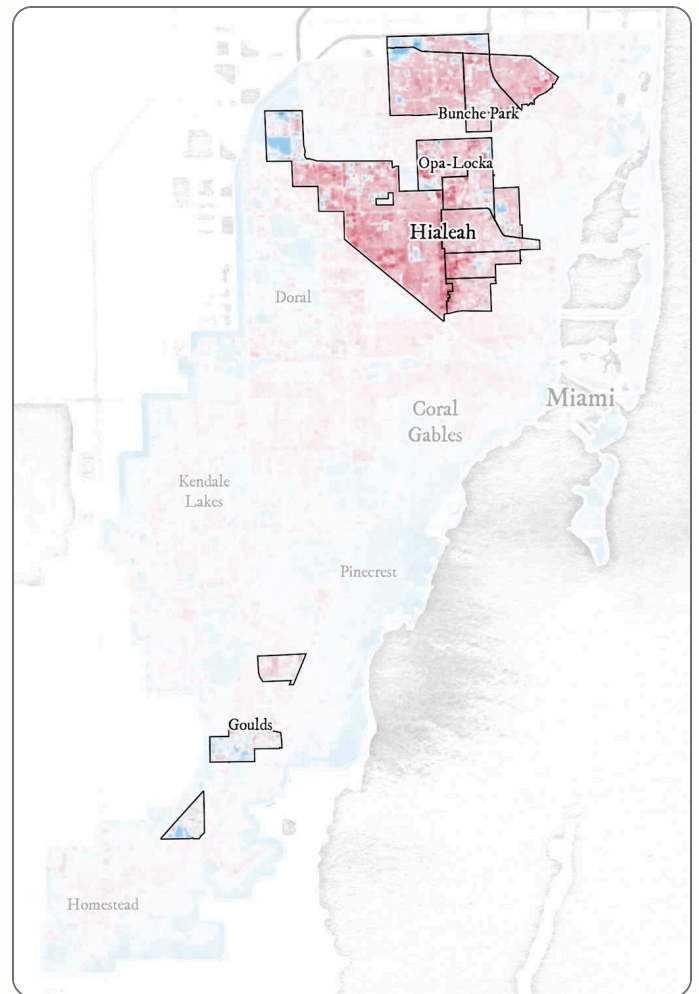 Bunche Park
Opa-Locka
Hialeah
Doral
Miami
Coral
Gables
Kendale
Lakes
Pinecrest
Goulds
Homestead